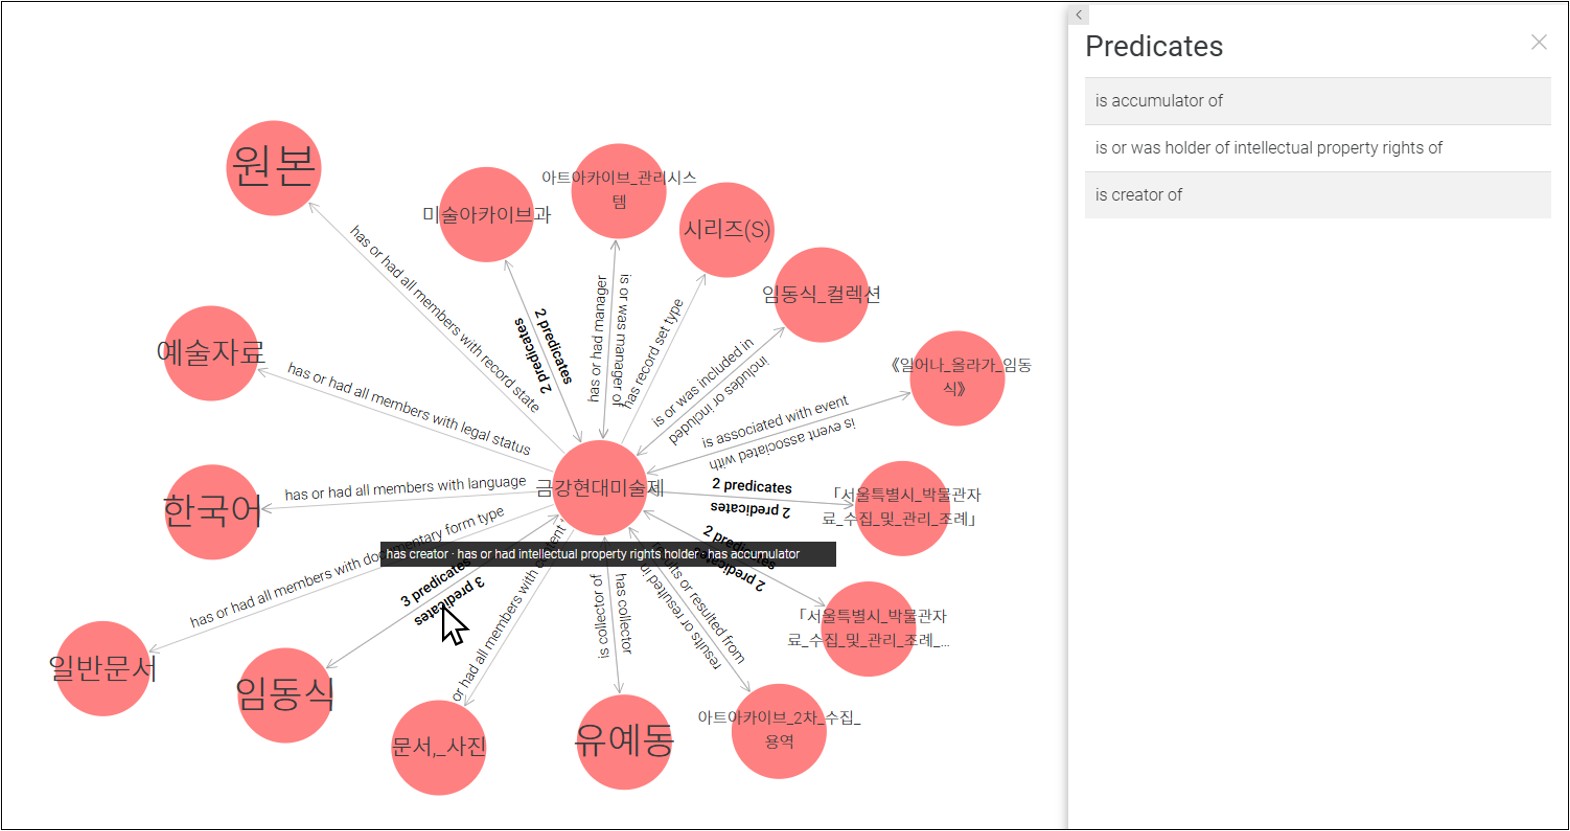 Predicates
is accumulator of
is or was holder of intellectual property rights of
is creator of
원본
미술아카이브과
아트아카이브_관리시스
템
시리즈(S)
임동식_컬렉션
《일어나_올라가_임동
식》
예술자료
한국어
금강현대미술제
「서울특별시_박물관자
료_수집_및_관리_조례」
「서울특별시_박물관자
료_수집_및_관리_조례_...
일반문서
임동식
문서,_사진
유예동
아트아카이브_2차_수집_
용역
has or had all members with record state
2 predicates
2 predicates
has or had manager
is or was manager of
has record set type
is or was included in
includes or included
is associated with event
is event associated with
has or had all members with legal status
has or had all members with language
2 predicates
2 predicates
has or had all members with documentary form type
2 predicates
2 predicates
has creator · has or had intellectual property rights holder · has accumulator
3 predicates
3 predicates
or had all members with content
is collector of
has collector
results or resulted in
results or resulted from